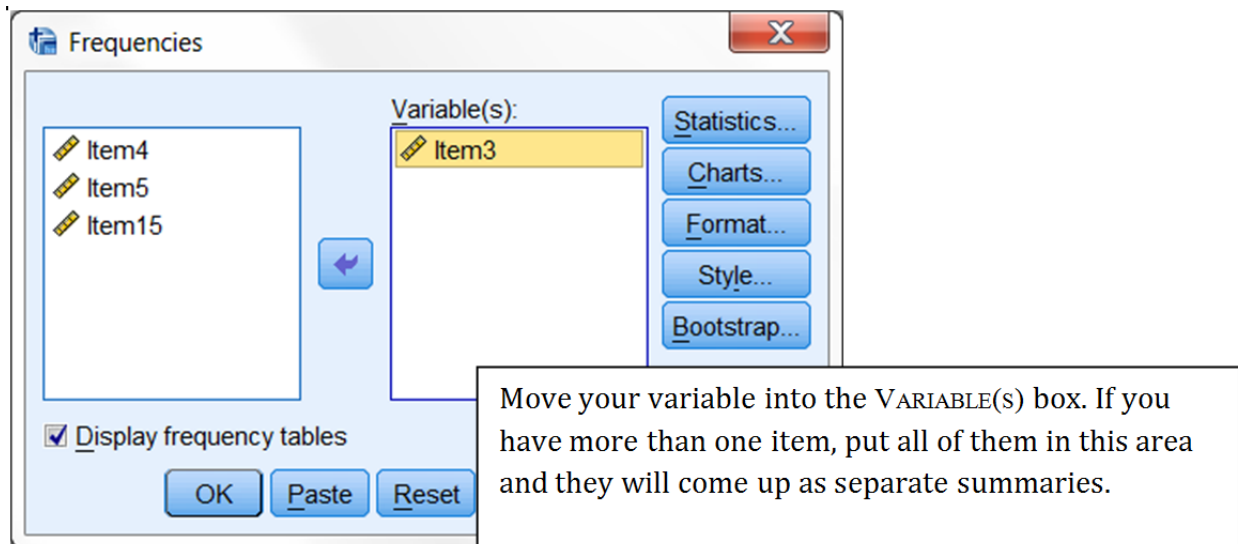 Frequencies
Variable(s):
Item4
Item5
Item15
Item3
Statistics...
Charts...
Format...
Style...
Bootstrap...
Display frequency tables
OK Paste Reset
Move your variable into the VARIABLE(S) box. If you
have more than one item, put all of them in this area
and they will come up as separate summaries.